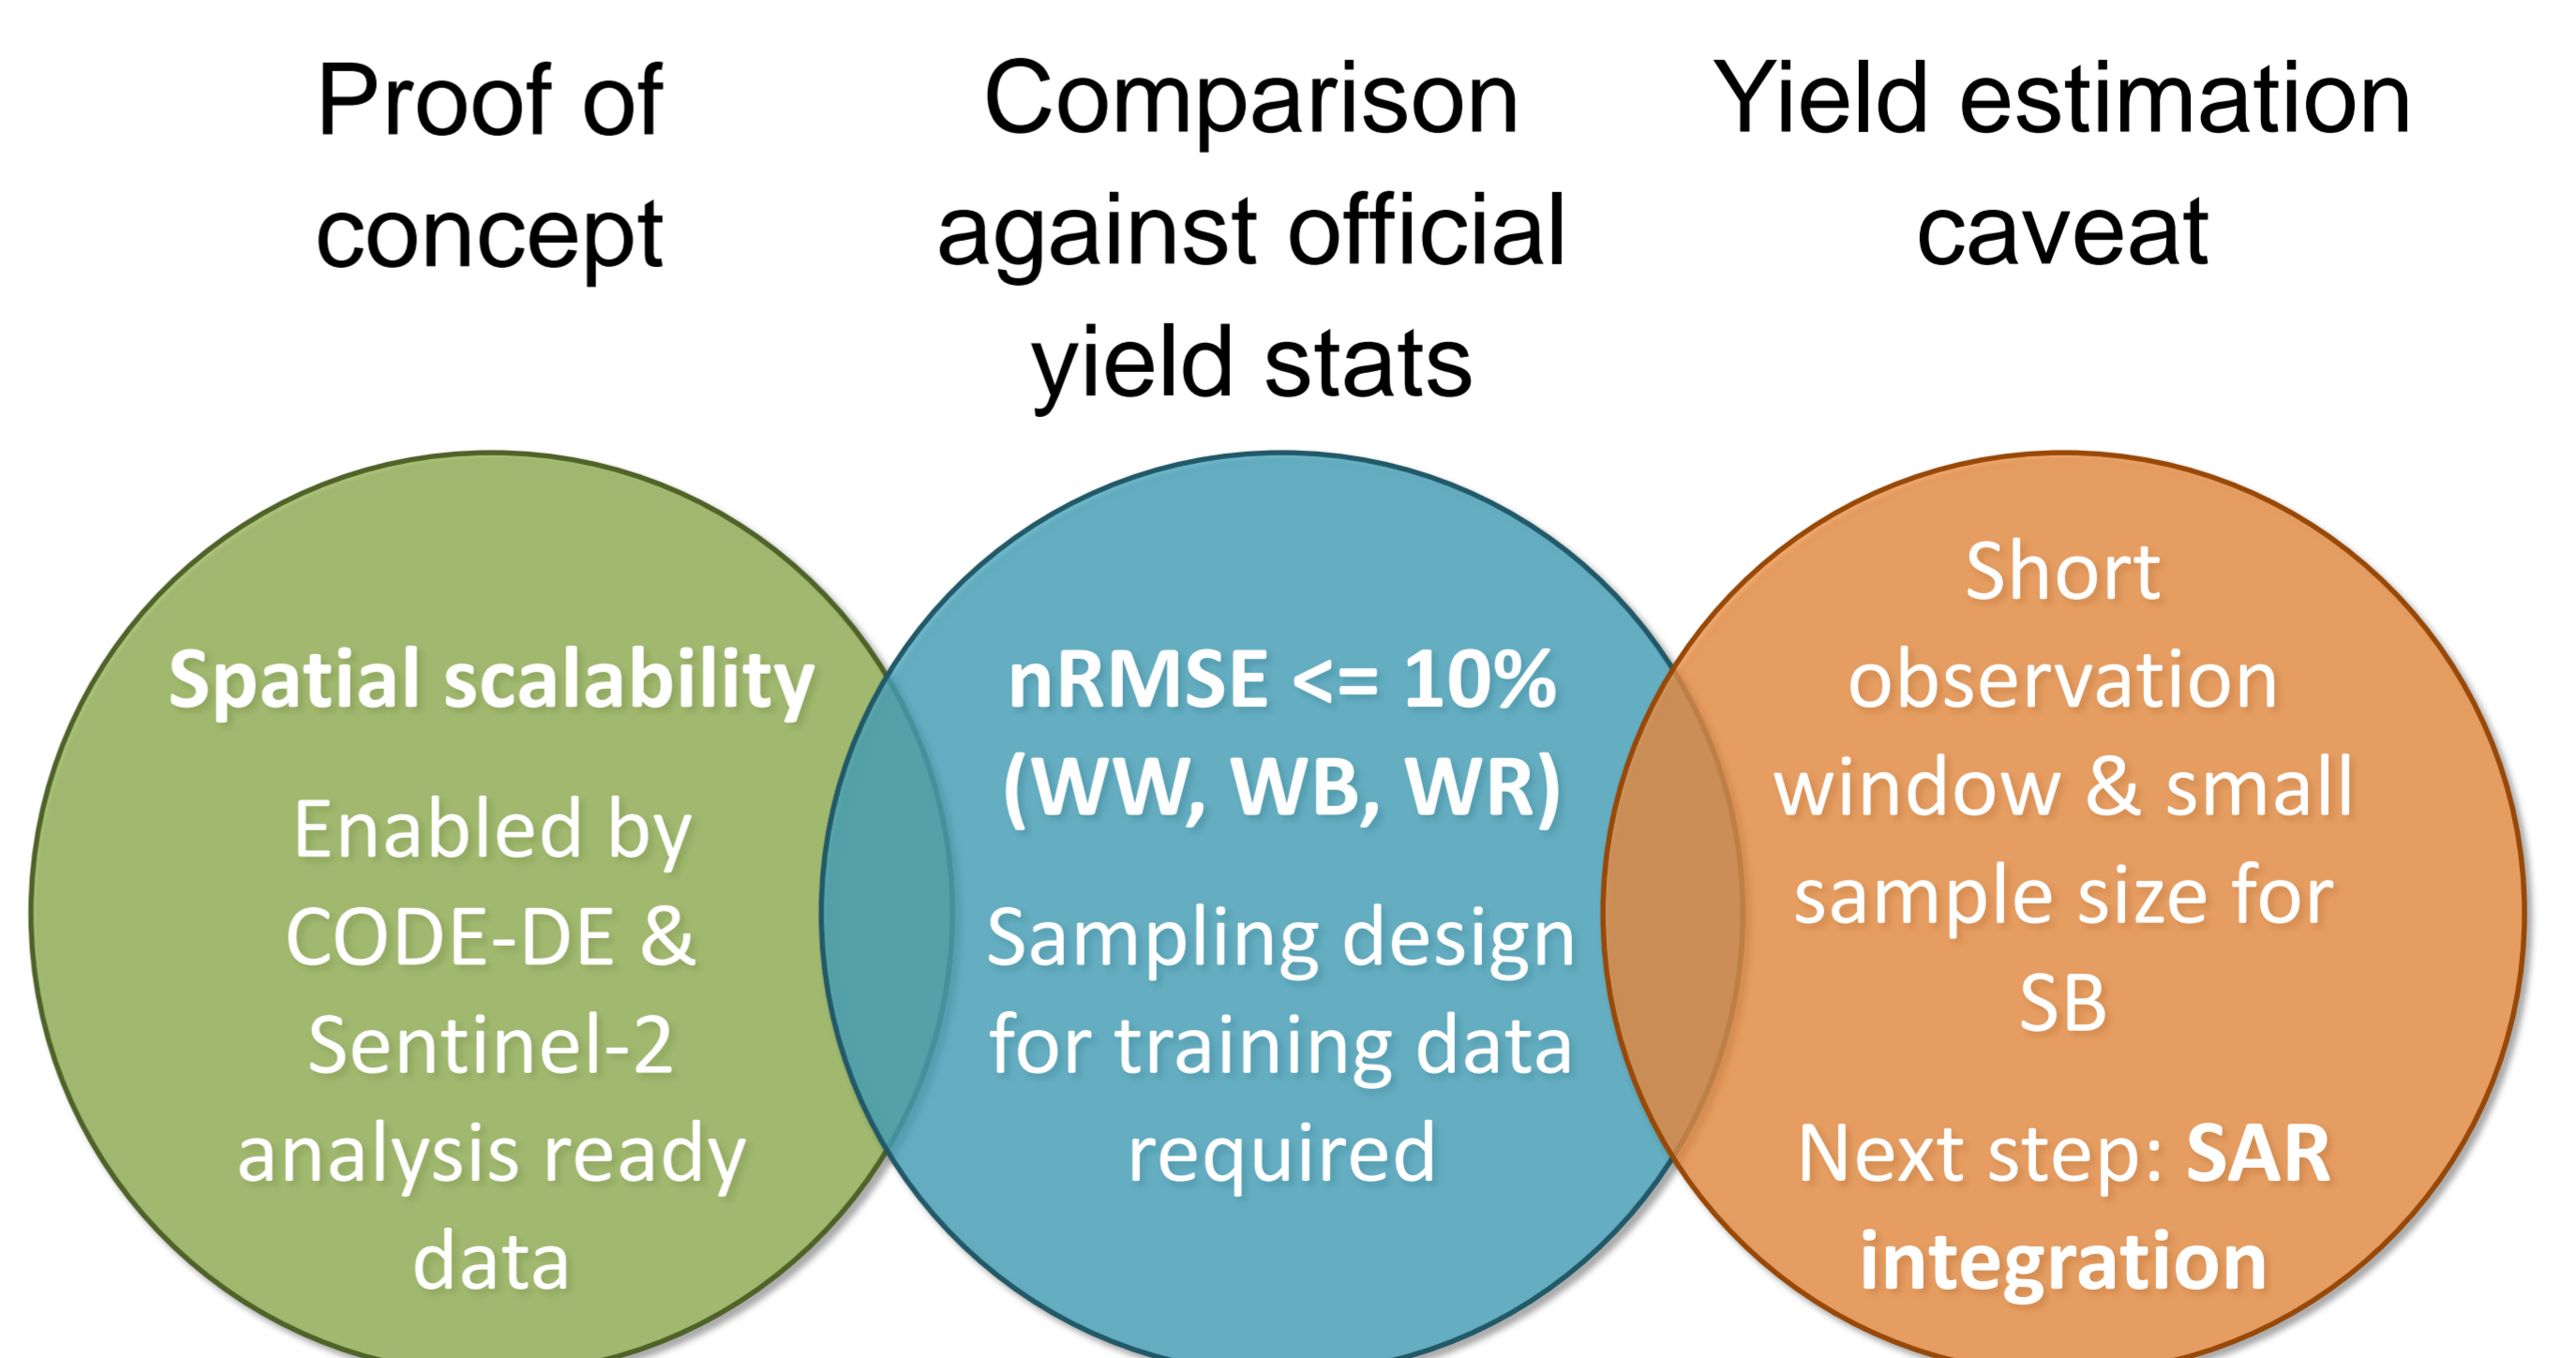 Proof of
concept
Comparison
against official
yield stats
Yield estimation
caveat
Spatial scalability
Enabled by
CODE-DE &
Sentinel-2
analysis ready
data
nRMSE <= 10%
(WW, WB, WR)
Sampling design
for training data
required
Short
observation
window & small
sample size for
SB
Next step: SAR
integration